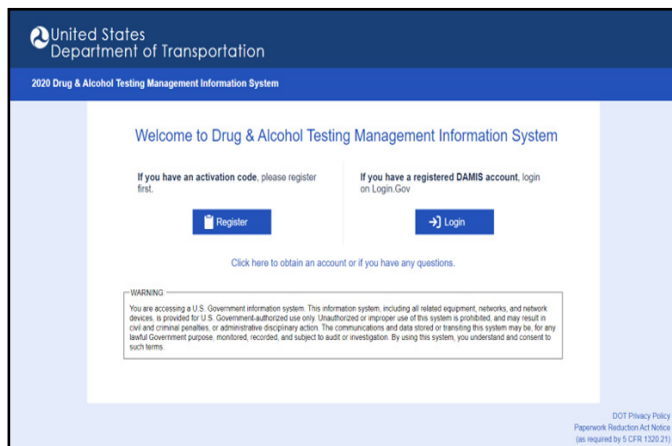 United States
Department of Transportation
2020 Drug & Alcohol Testing Management Information System
Welcome to Drug & Alcohol Testing Management Information System
If you have an activation code, please register
first.
Register
If you have a registered DAMIS account, login
on Login.Gov
Login
Click here to obtain an account or if you have any questions.
WARNING
You are accessing a U.S. Government information system. This information system, including all related equipment, networks, and network
devices, is provided for U.S. Government-authorized use only. Unauthorized or improper use of this system is prohibited, and may result in
civil and criminal penalties, or administrative disciplinary action. The communications and data stored or transiting this system may be, for any
lawful Government purpose, monitored, recorded, and subject to audit or investigation. By using this system, you understand and consent to
such terms.
DOT Privacy Policy
Paperwork Reduction Act Notice
(as required by 5 CFR 1320.21)